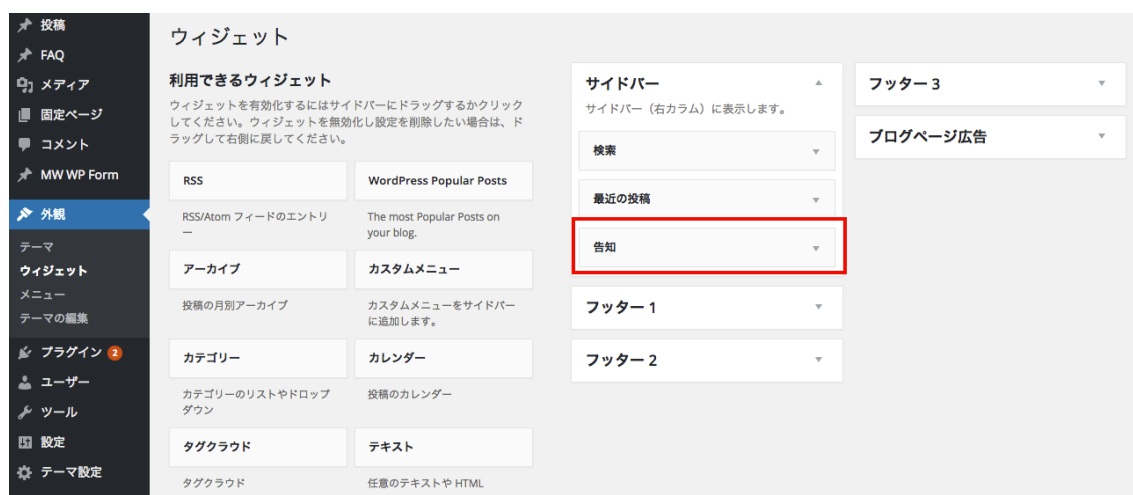 投稿
FAQ
メディア
固定ページ
コメント
MW WP Form
外観
テーマ
ウィジェット
メニュー
テーマの編集
プラグイン 2
ユーザー
ツール
設定
テーマ設定
ウィジェット
利用できるウィジェット
ウィジェットを有効化するにはサイドバーにドラッグするかクリック
してください。ウィジェットを無効化し設定を削除したい場合は、ド
ラッグして右側に戻してください。
RSS
RSS/Atom フィードのエントリ
ー
WordPress Popular Posts
The most Popular Posts on
your blog.
アーカイブ
投稿の月別アーカイブ
カスタムメニュー
カスタムメニューをサイドバー
に追加します。
カテゴリー
カテゴリーのリストやドロップ
ダウン
カレンダー
投稿のカレンダー
タグクラウド
タグクラウド
テキスト
任意のテキストや HTML
サイドバー
サイドバー（右カラム）に表示します。
検索
最近の投稿
告知
フッター 1
フッター 2
フッター 3
ブログページ広告